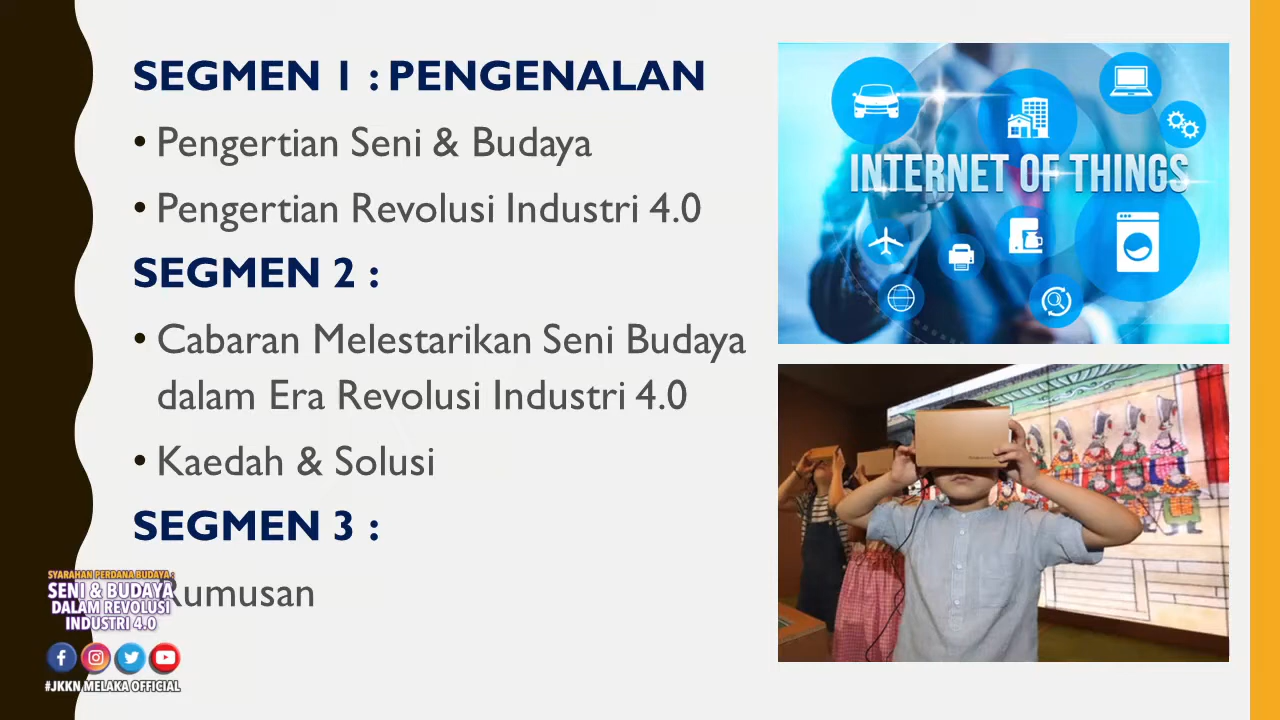 SEGMEN 1 : PENGENALAN
• Pengertian Seni & Budaya
• Pengertian Revolusi Industri 4.0
SEGMEN 2 :
• Cabaran Melestarikan Seni Budaya
dalam Era Revolusi Industri 4.0
• Kaedah & Solusi
SEGMEN 3 :
Rumusan
INTERNET OF THINGS
SYARAHAN PERDANA BUDAYA :
SENI & BUDAYA
DALAM REVOLUSI
INDUSTRI 4.0
#JKKN MELAKA OFFICIAL